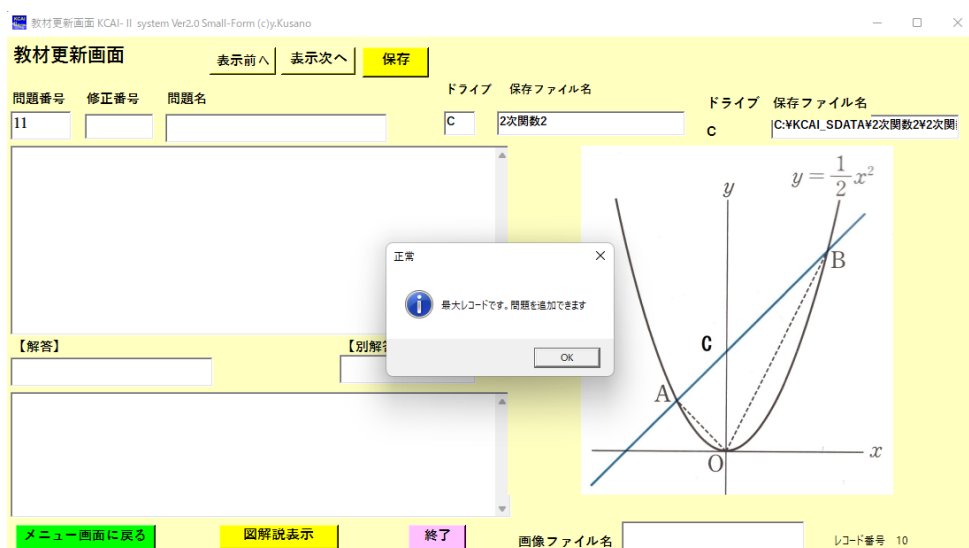 教材更新画面 KCAI-Ⅱ system Ver2.0 Small-Form (c)y.Kusano
教材更新画面
表示前へ 表示次へ 保存
問題番号 修正番号 問題名
ドライブ 保存ファイル名
ドライブ 保存ファイル名
11
C 2次関数2
C C:¥KCAI_SDATA¥2次関数2¥2次関
y
y = 1/2 x²
B
C
A
O
x
正常
最大レコードです。問題を追加できます
OK
【解答】 【別解答
メニュー画面に戻る 図解説表示 終了 画像ファイル名 レコード番号 10